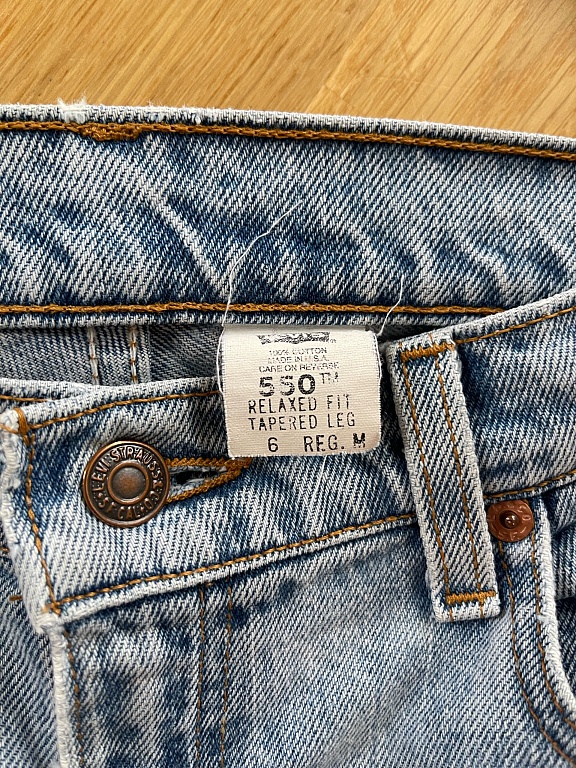 100% COTTON
MADE IN U.S.A.
CARE ON REVERSE
550™
RELAXED FIT
TAPERED LEG
6 REG. M
LEVI STRAUSS & CO.